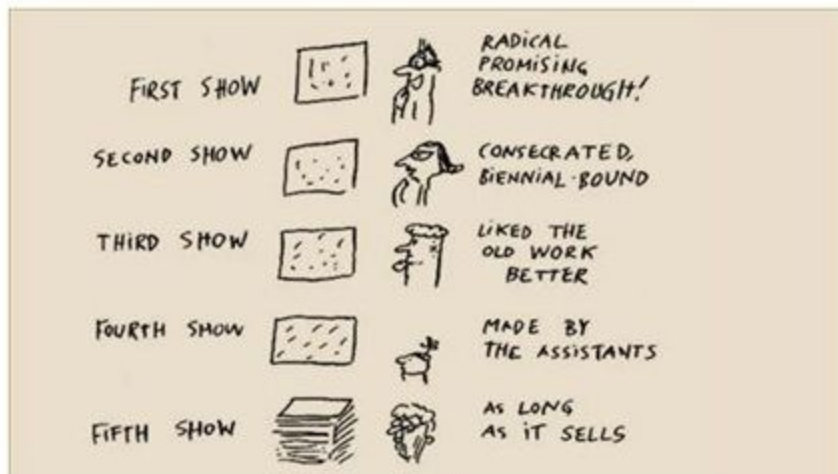 FIRST SHOW
RADICAL
PROMISING
BREAKTHROUGH!
SECOND SHOW
CONSECRATED,
BIENNIAL-BOUND
THIRD SHOW
LIKED THE
OLD WORK
BETTER
FOURTH SHOW
MADE BY
THE ASSISTANTS
FIFTH SHOW
AS LONG
AS IT SELLS